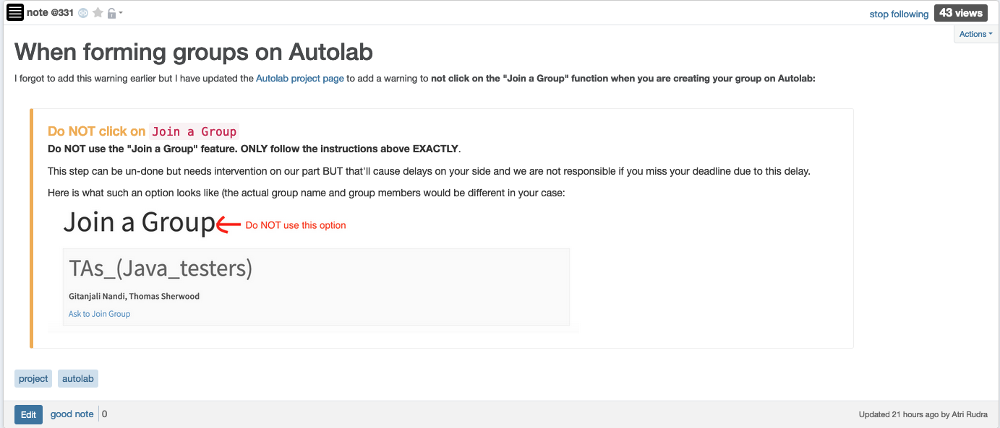 note @331
stop following
43 views
Actions
When forming groups on Autolab
I forgot to add this warning earlier but I have updated the Autolab project page to add a warning to not click on the "Join a Group" function when you are creating your group on Autolab:
Do NOT click on Join a Group
Do NOT use the "Join a Group" feature. ONLY follow the instructions above EXACTLY.
This step can be un-done but needs intervention on our part BUT that'll cause delays on your side and we are not responsible if you miss your deadline due to this delay.
Here is what such an option looks like (the actual group name and group members would be different in your case:
Join a Group
Do NOT use this option
TAs_(Java_testers)
Gitanjali Nandi, Thomas Sherwood
Ask to Join Group
project autolab
Edit good note 0
Updated 21 hours ago by Atri Rudra